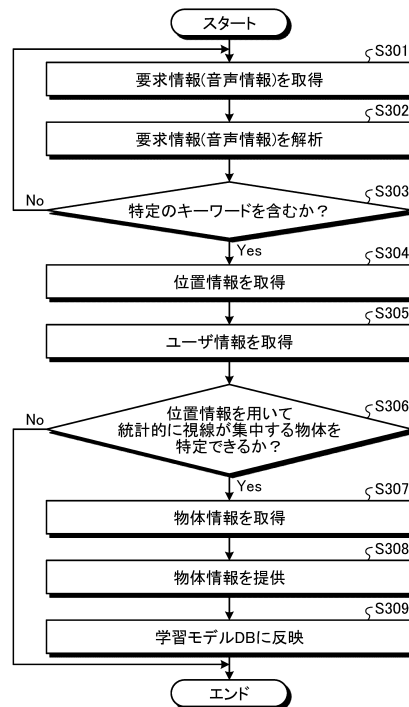 スタート
S301
要求情報(音声情報)を取得
S302
要求情報(音声情報)を解析
S303
No
特定のキーワードを含むか？
Yes
S304
位置情報を取得
S305
ユーザ情報を取得
S306
No
位置情報を用いて
統計的に視線が集中する物体を
特定できるか？
Yes
S307
物体情報を取得
S308
物体情報を提供
S309
学習モデルDBに反映
エンド